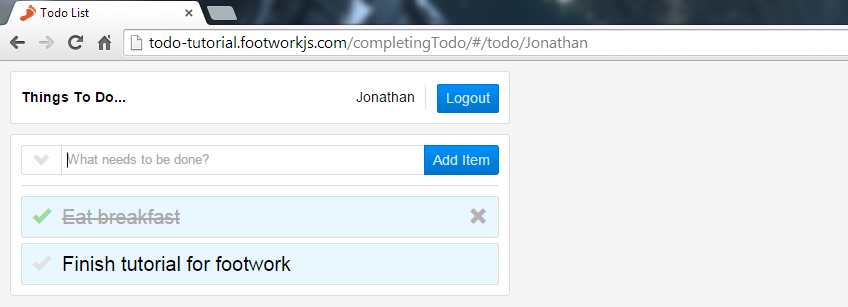 Todo List
todo-tutorial.footworkjs.com/completingTodo/#/todo/Jonathan
Things To Do... Jonathan Logout
What needs to be done? Add Item
Eat breakfast
Finish tutorial for footwork